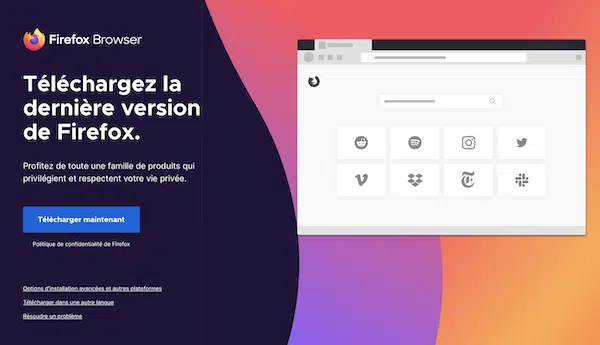 Firefox Browser
Téléchargez la
dernière version
de Firefox.
Profitez de toute une famille de produits qui
privilégient et respectent votre vie privée.
Télécharger maintenant
Politique de confidentialité de Firefox
Options d'installation avancées et autres plateformes
Télécharger dans une autre langue
Résoudre un problème